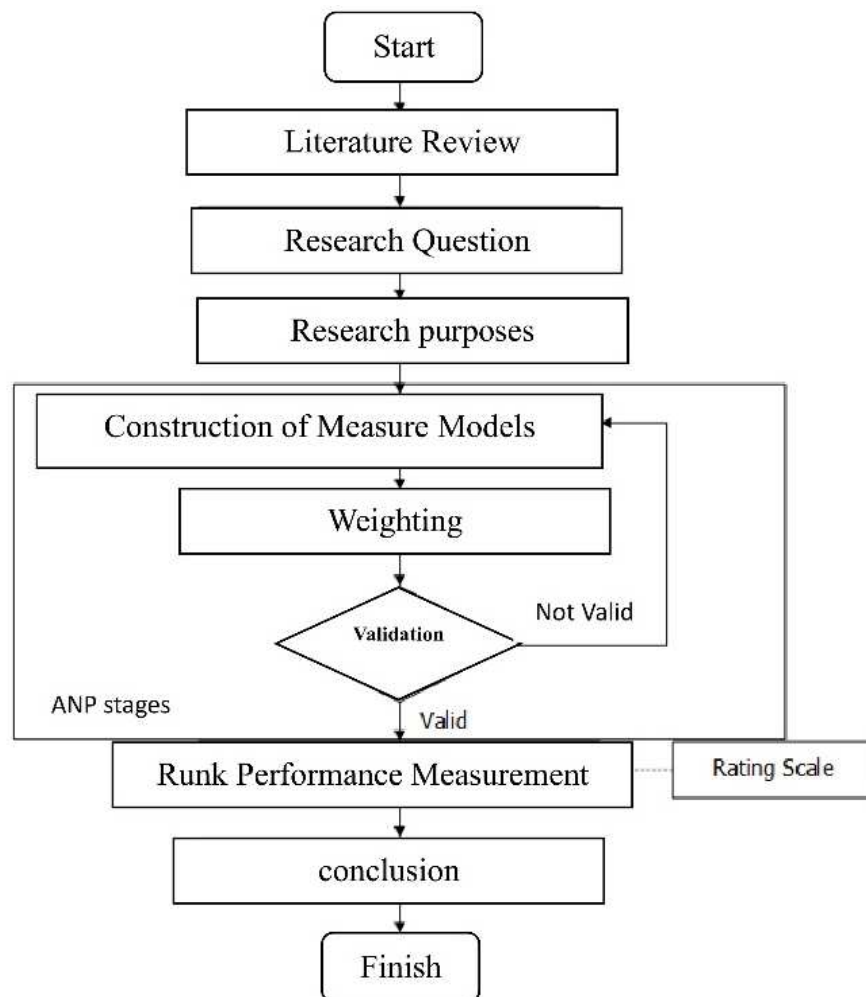 Start
Literature Review
Research Question
Research purposes
Construction of Measure Models
Weighting
Validation
Not Valid
ANP stages
Valid
Runk Performance Measurement
Rating Scale
conclusion
Finish